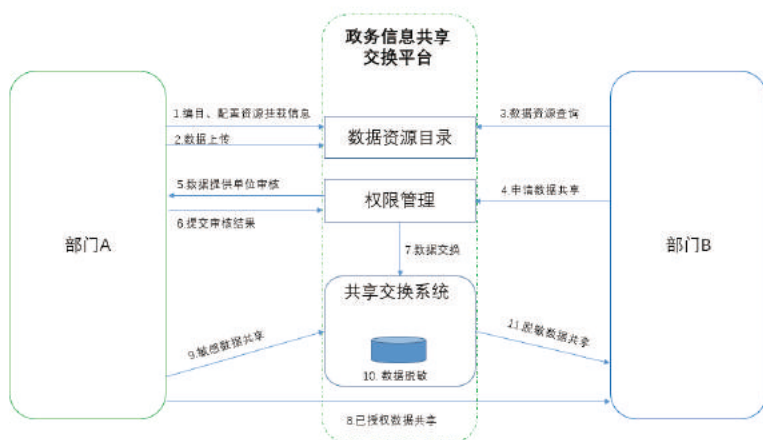 政务信息共享
交换平台
1.编目、配置资源挂载信息
3.数据资源查询
2.数据上传
数据资源目录
5.数据提供单位审核
4.申请数据共享
权限管理
6.提交审核结果
部门A
7.数据交换
部门B
共享交换系统
9.敏感数据共享
11.脱敏数据共享
10. 数据脱敏
8.已授权数据共享